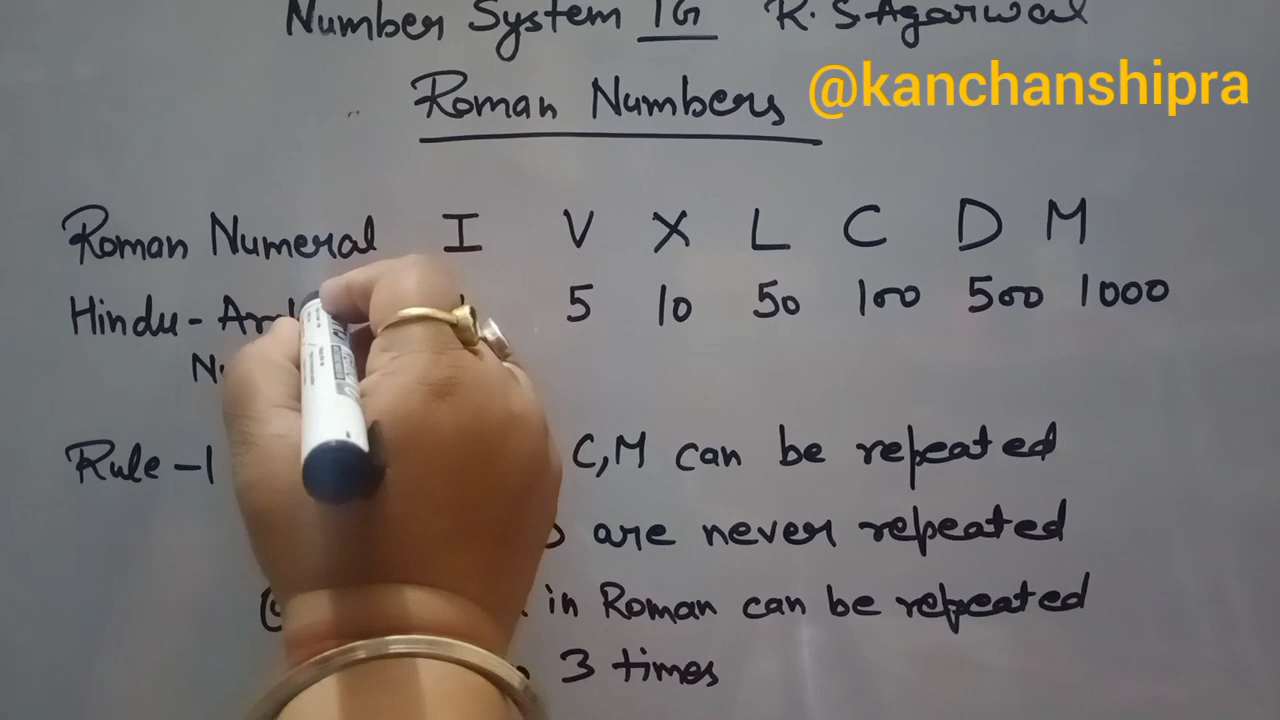 Number System 1G R. S. Agarwal
@kanchanshipra
Roman Numbers
Roman Numeral I V X L C D M
Hindu- 5 10 50 100 500 1000
Rule-1 C,M can be repeated
are never repeated
in Roman can be repeated
3 times